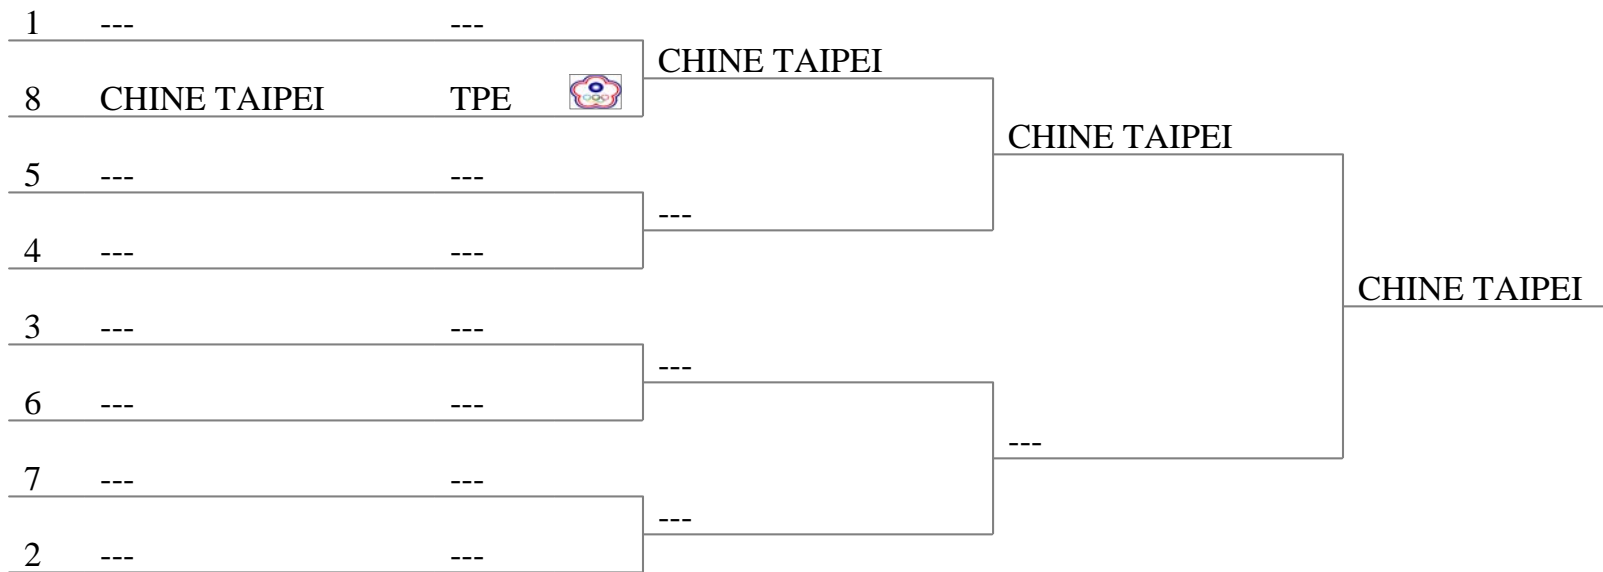 1 --- ---
CHINE TAIPEI
8 CHINE TAIPEI TPE
CHINE TAIPEI
5 --- ---
---
4 --- ---
CHINE TAIPEI
3 --- ---
---
6 --- ---
---
7 --- ---
---
2 --- ---